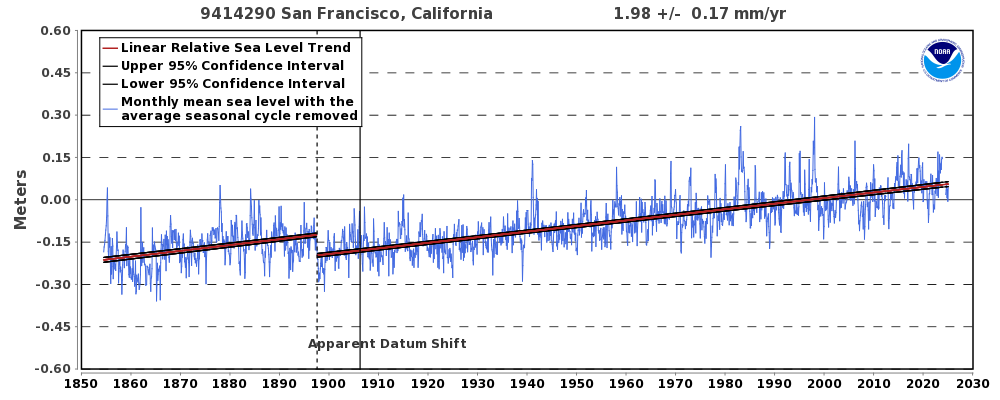 9414290 San Francisco, California 1.98 +/- 0.17 mm/yr
Linear Relative Sea Level Trend
Upper 95% Confidence Interval
Lower 95% Confidence Interval
Monthly mean sea level with the
average seasonal cycle removed
NOAA
Meters
0.60
0.45
0.30
0.15
0.00
-0.15
-0.30
-0.45
-0.60
Apparent Datum Shift
1850 1860 1870 1880 1890 1900 1910 1920 1930 1940 1950 1960 1970 1980 1990 2000 2010 2020 2030